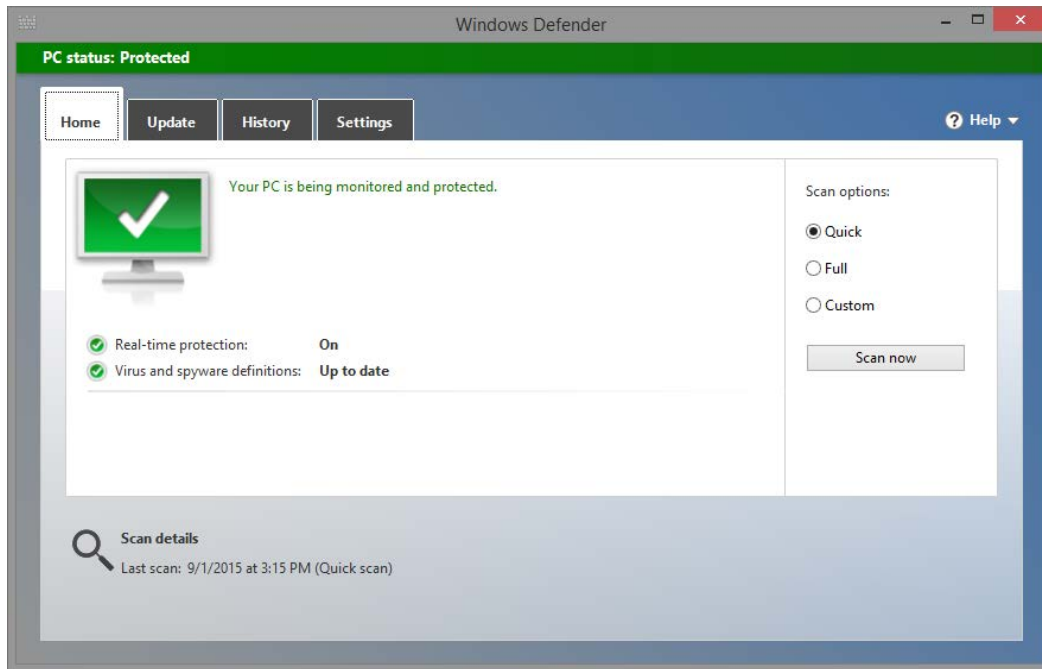 Windows Defender
PC status: Protected
Home Update History Settings Help
Your PC is being monitored and protected.
Scan options:
Quick
Full
Custom
Real-time protection: On
Virus and spyware definitions: Up to date
Scan now
Scan details
Last scan: 9/1/2015 at 3:15 PM (Quick scan)